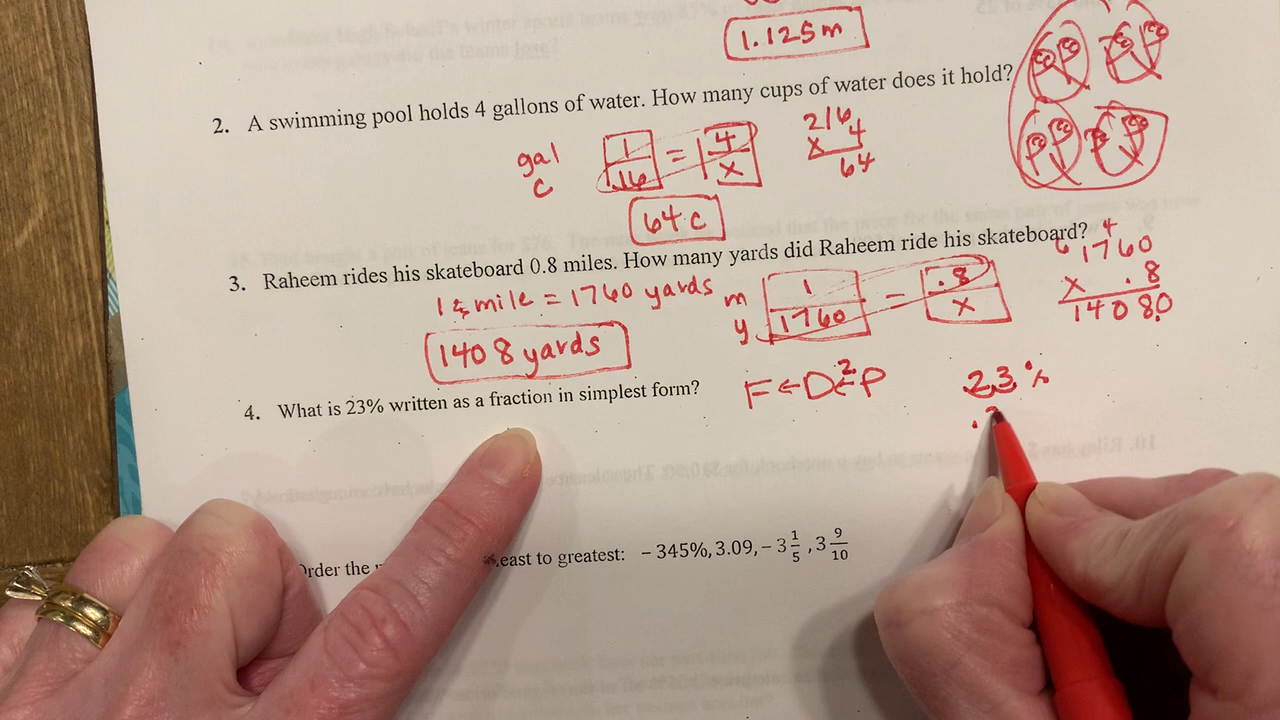 1.125m
2. A swimming pool holds 4 gallons of water. How many cups of water does it hold?
gal 1 = 4 216
c 16 x x 4
64
64 c
3. Raheem rides his skateboard 0.8 miles. How many yards did Raheem ride his skateboard?
1 mile = 1760 yards m 1 = .8 6 4 1760
y 1760 x x .8
14080
1408 yards
4. What is 23% written as a fraction in simplest form? F ← D ←2 P 23%
east to greatest: − 345%, 3.09, − 3 1/5 , 3 9/10